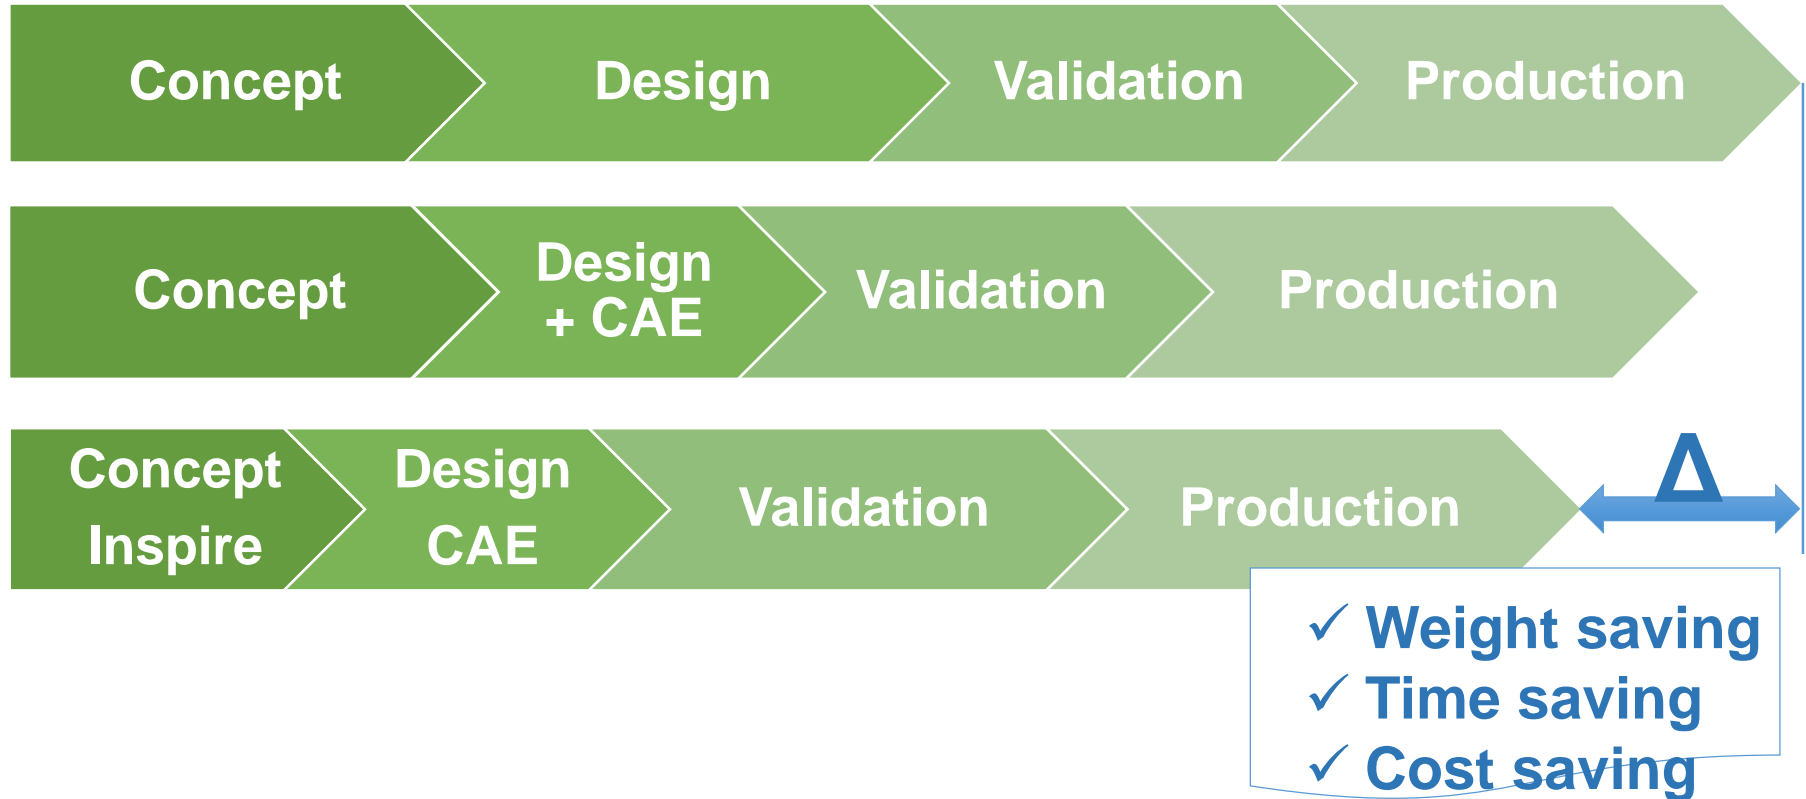 Concept
Design
Validation
Production
Concept
Design
+ CAE
Validation
Production
Concept
Inspire
Design
CAE
Validation
Production
Δ
✓ Weight saving
✓ Time saving
✓ Cost saving